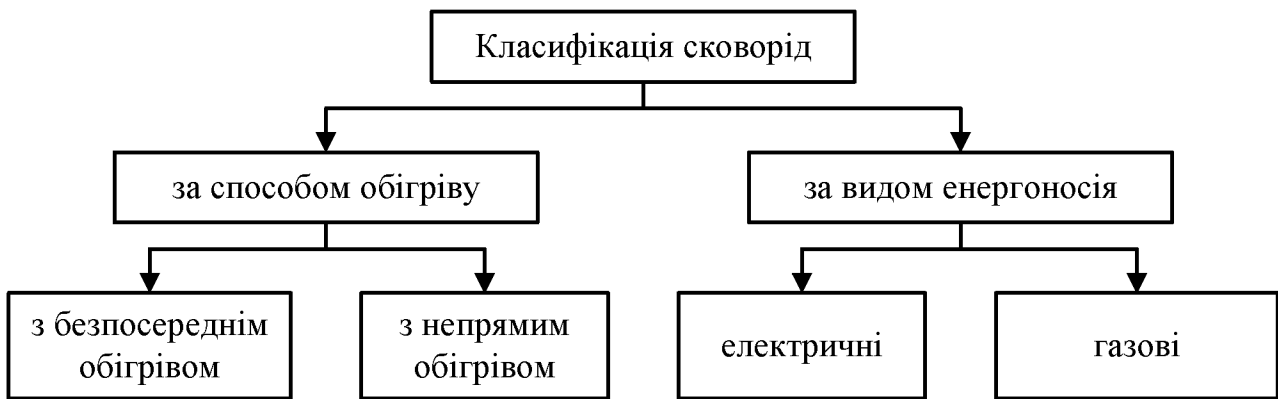 Класифікація сковорід
за способом обігріву
за видом енергоносія
з безпосереднім
обігрівом
з непрямим
обігрівом
електричні
газові